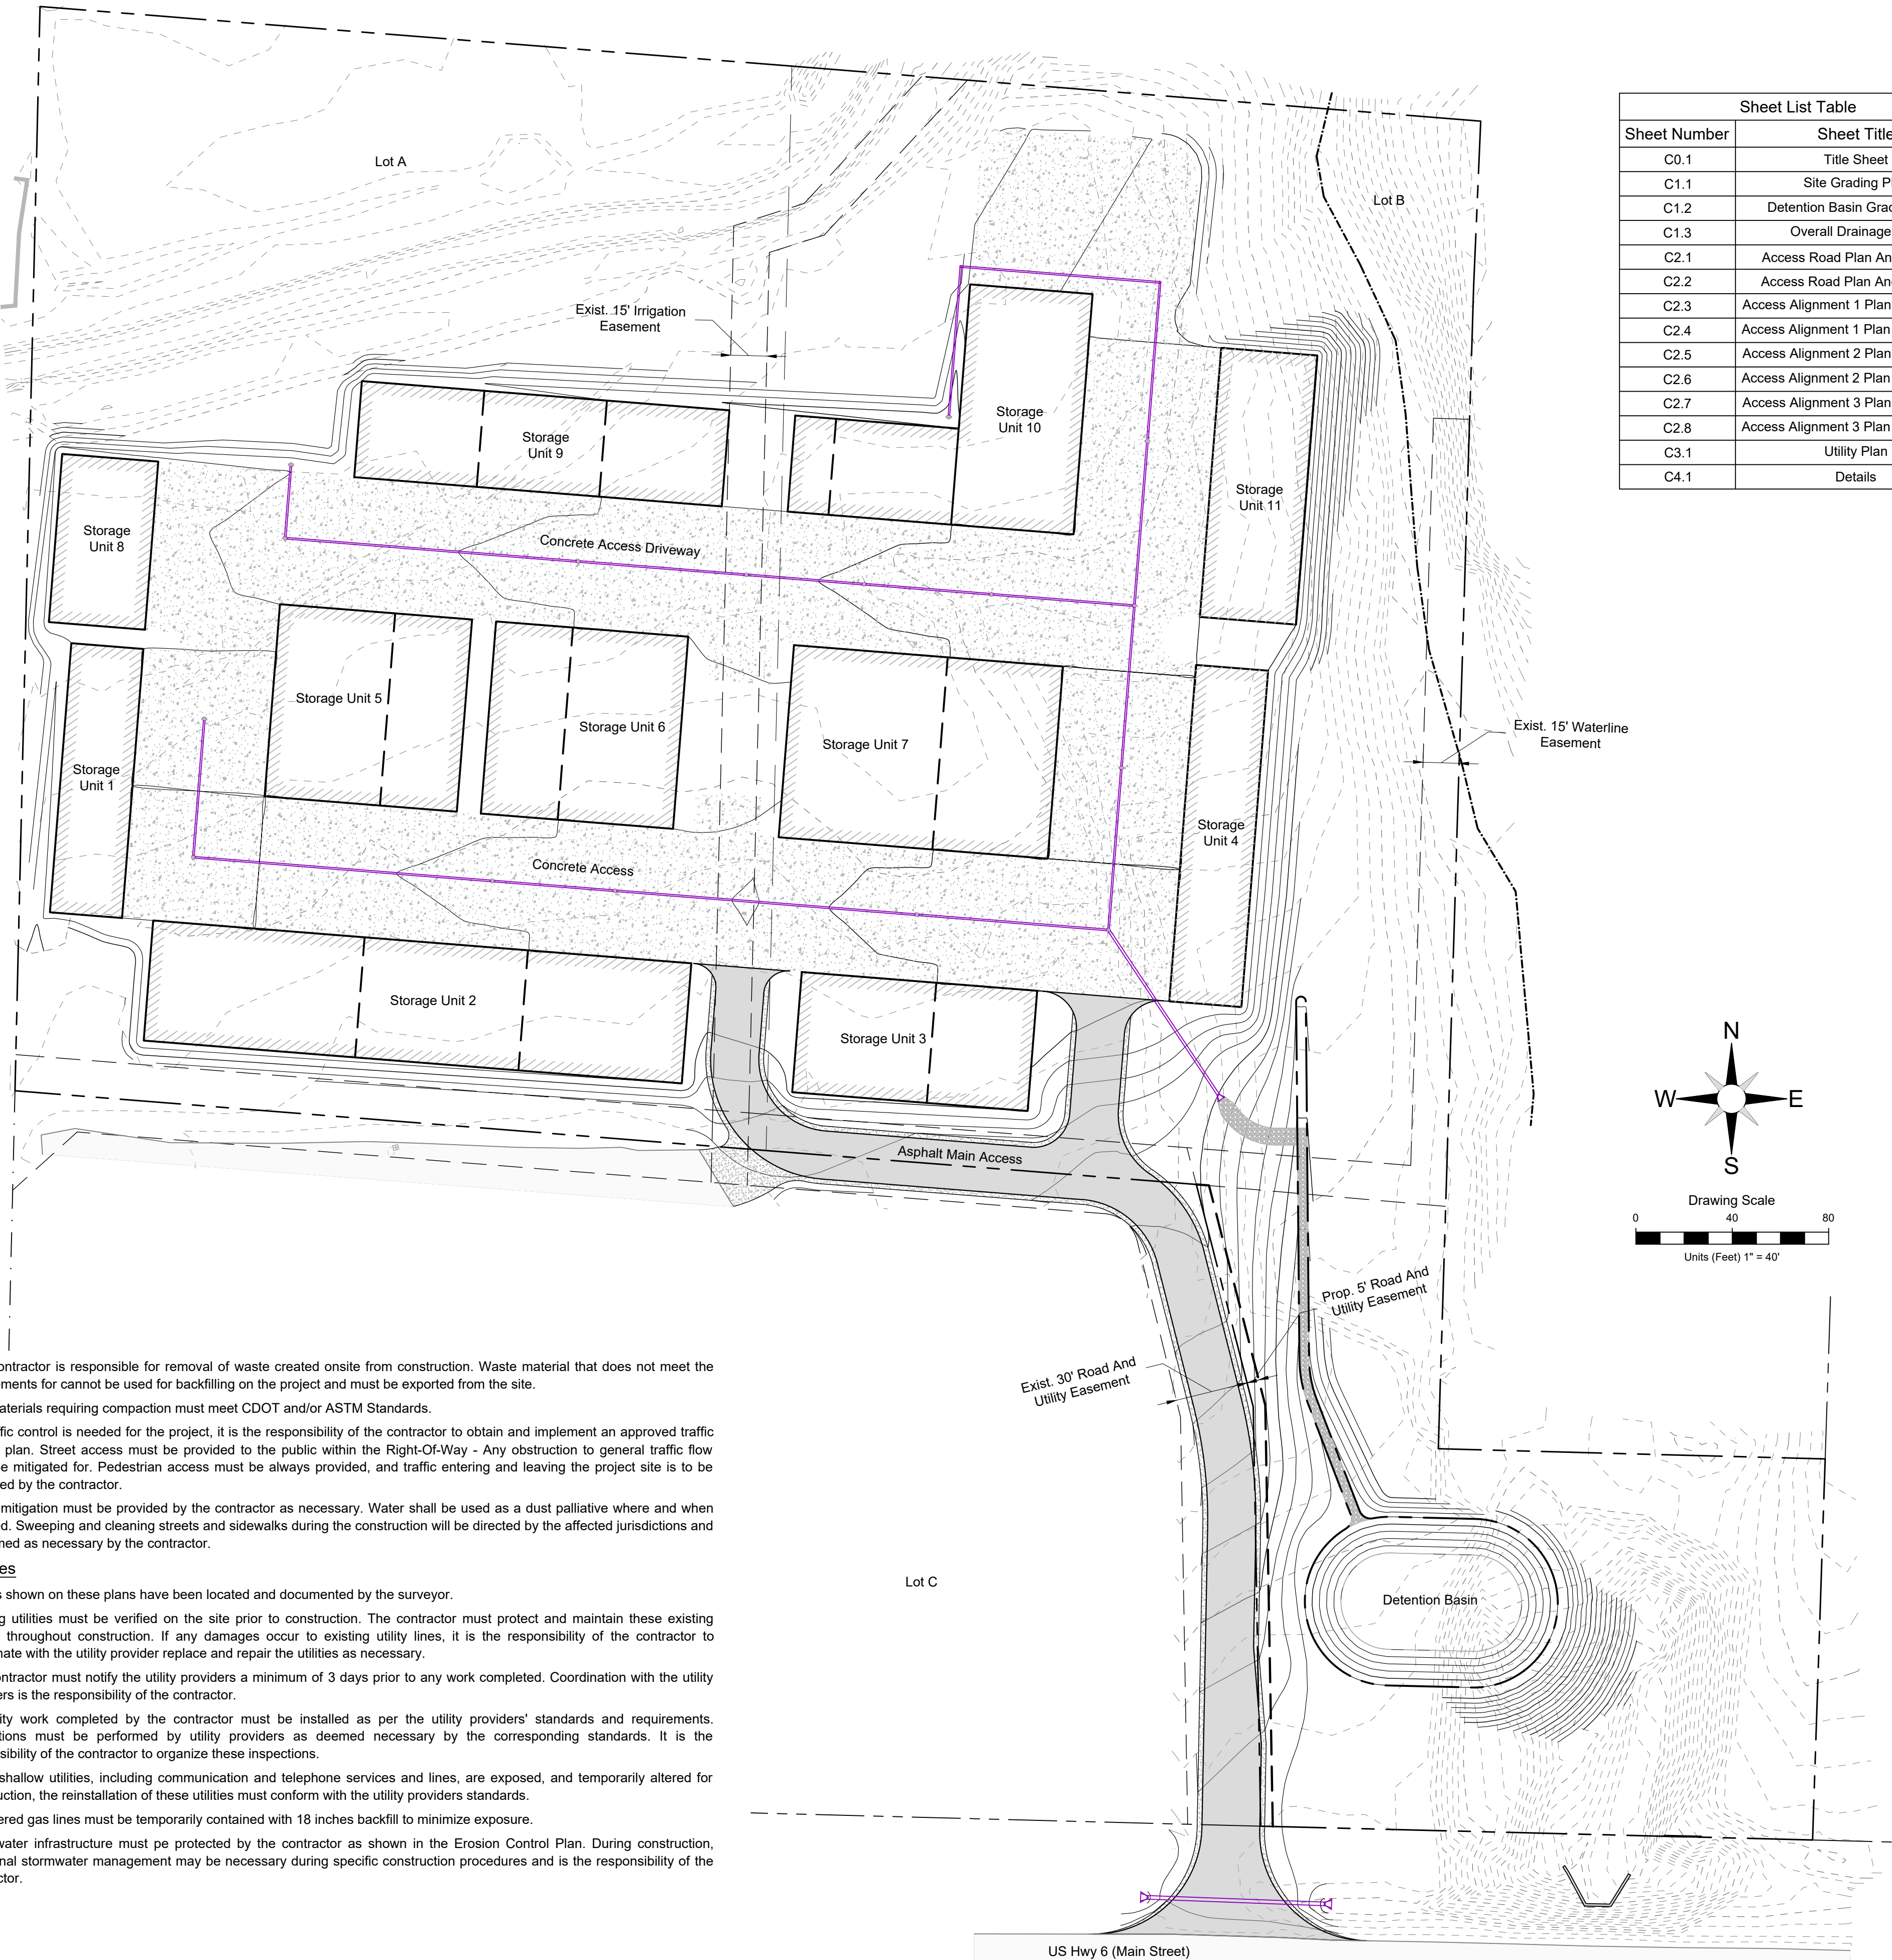 Lot A
Lot B
Sheet List Table
Sheet Number
Sheet Title
C0.1 Title Sheet
C1.1 Site Grading
C1.2 Detention Basin
C1.3 Overall Drainage
C2.1 Access Road Plan
C2.2 Access Road Plan
C2.3 Access Alignment 1 Plan
C2.4 Access Alignment 1 Plan
C2.5 Access Alignment 2 Plan
C2.6 Access Alignment 2 Plan
C2.7 Access Alignment 3 Plan
C2.8 Access Alignment 3 Plan
C3.1 Utility Plan
C4.1 Details
Exist. 15' Irrigation
Easement
Storage
Unit 10
Storage
Unit 9
Storage
Unit 11
Storage
Unit 8
Concrete Access Driveway
Storage Unit 5
Storage Unit 6
Storage Unit 7
Exist. 15' Waterline
Easement
Storage
Unit 1
Storage
Unit 4
Concrete Access
Storage Unit 2
Storage Unit 3
N
W
E
S
Asphalt Main Access
Drawing Scale
0 40 80
Units (Feet) 1" = 40'
Prop. 5' Road And
Utility Easement
Exist. 30' Road And
Utility Easement
is responsible for removal of waste created onsite from construction. Waste material that does not meet the
for cannot be used for backfilling on the project and must be exported from the site.
requiring compaction must meet CDOT and/or ASTM Standards.
control is needed for the project, it is the responsibility of the contractor to obtain and implement an approved traffic
plan. Street access must be provided to the public within the Right-Of-Way - Any obstruction to general traffic flow
mitigated for. Pedestrian access must be always provided, and traffic entering and leaving the project site is to be
by the contractor.
mitigation must be provided by the contractor as necessary. Water shall be used as a dust palliative where and when
Sweeping and cleaning streets and sidewalks during the construction will be directed by the affected jurisdictions and
as necessary by the contractor.
shown on these plans have been located and documented by the surveyor.
utilities must be verified on the site prior to construction. The contractor must protect and maintain these existing
throughout construction. If any damages occur to existing utility lines, it is the responsibility of the contractor to
with the utility provider replace and repair the utilities as necessary.
must notify the utility providers a minimum of 3 days prior to any work completed. Coordination with the utility
is the responsibility of the contractor.
work completed by the contractor must be installed as per the utility providers' standards and requirements.
must be performed by utility providers as deemed necessary by the corresponding standards. It is the
of the contractor to organize these inspections.
shallow utilities, including communication and telephone services and lines, are exposed, and temporarily altered for
the reinstallation of these utilities must conform with the utility providers standards.
gas lines must be temporarily contained with 18 inches backfill to minimize exposure.
infrastructure must pe protected by the contractor as shown in the Erosion Control Plan. During construction,
stormwater management may be necessary during specific construction procedures and is the responsibility of the
Lot C
Detention Basin
US Hwy 6 (Main Street)